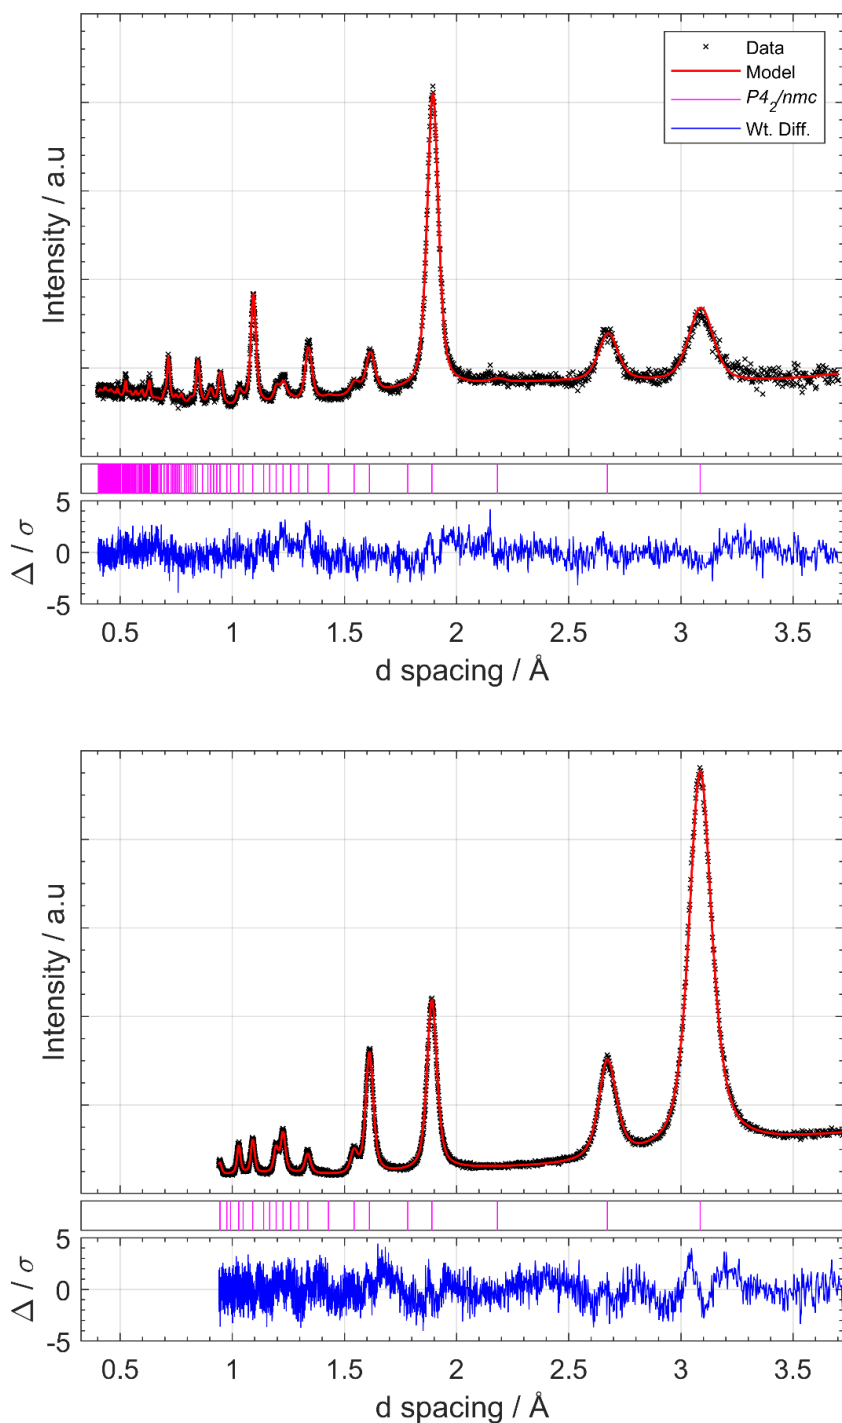 Intensity / a.u
Data
Model
P4₂/nmc
Wt. Diff.
Δ / σ
5
0
-5
0.5 1 1.5 2 2.5 3 3.5
d spacing / Å
Intensity / a.u
Δ / σ
5
0
-5
0.5 1 1.5 2 2.5 3 3.5
d spacing / Å